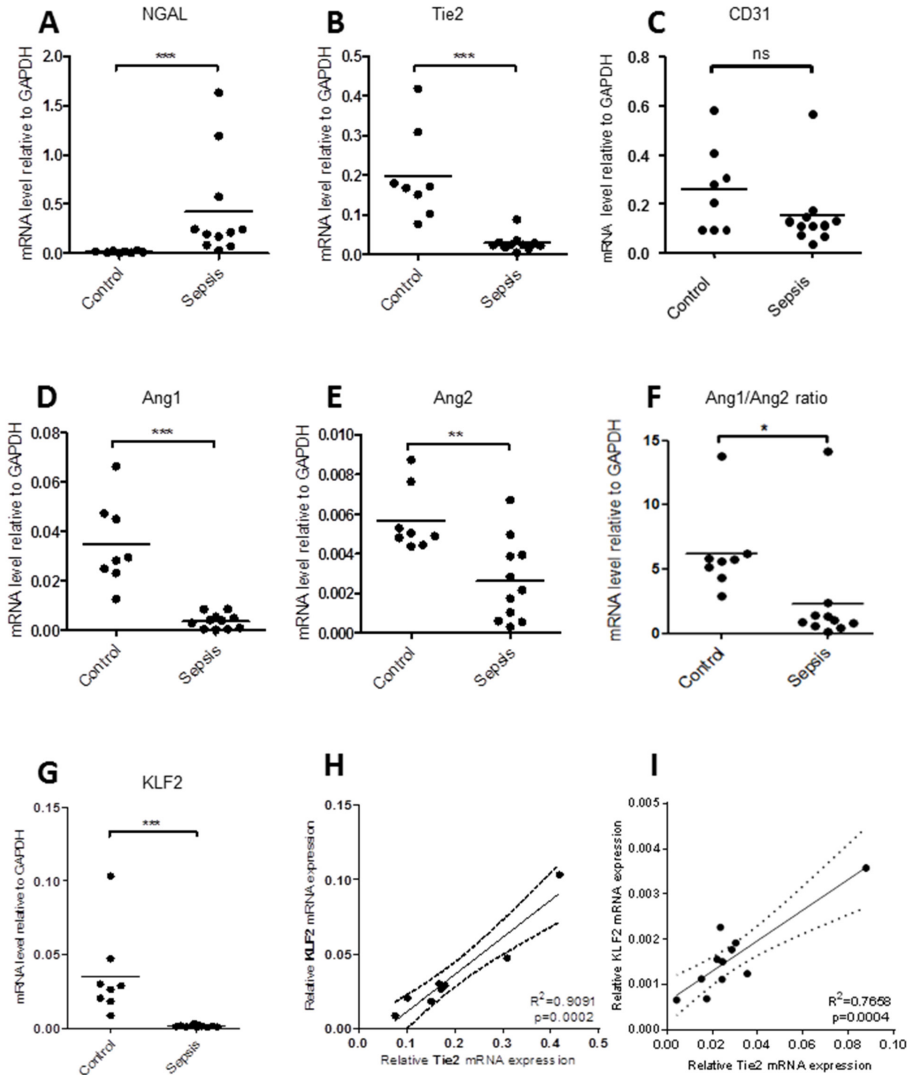 A
NGAL
mRNA level relative to GAPDH
2.0
1.5
1.0
0.5
0.0
***
Control
Sepsis
B
Tie2
mRNA level relative to GAPDH
0.5
0.4
0.3
0.2
0.1
0.0
***
Control
Sepsis
C
CD31
mRNA level relative to GAPDH
0.8
0.6
0.4
0.2
0.0
ns
Control
Sepsis
D
Ang1
mRNA level relative to GAPDH
0.08
0.06
0.04
0.02
0.00
***
Control
Sepsis
E
Ang2
mRNA level relative to GAPDH
0.010
0.008
0.006
0.004
0.002
0.000
**
Control
Sepsis
F
Ang1/Ang2 ratio
mRNA level relative to GAPDH
15
10
5
0
*
Control
Sepsis
G
KLF2
mRNA level relative to GAPDH
0.15
0.10
0.05
0.00
***
Control
Sepsis
H
Relative KLF2 mRNA expression
0.15
0.10
0.05
0.00
R²=0.9091
p=0.0002
0.0 0.1 0.2 0.3 0.4 0.5
Relative Tie2 mRNA expression
I
Relative KLF2 mRNA expression
0.005
0.004
0.003
0.002
0.001
0.000
R²=0.7658
p=0.0004
0.00 0.02 0.04 0.06 0.08 0.10
Relative Tie2 mRNA expression